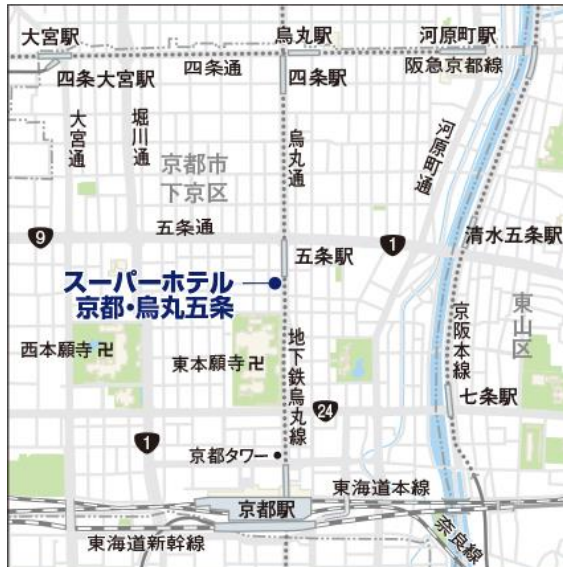 大宮駅
烏丸駅
河原町駅
四条大宮駅
四条通
四条駅
阪急京都線
大宮通
堀川通
京都市
下京区
烏丸通
河原町通
9
五条通
五条駅
1
清水五条駅
スーパーホテル
京都・烏丸五条
京阪本線
東山区
西本願寺卍
東本願寺卍
地下鉄烏丸線
七条駅
24
1
京都タワー
京都駅
東海道本線
東海道新幹線
奈良線